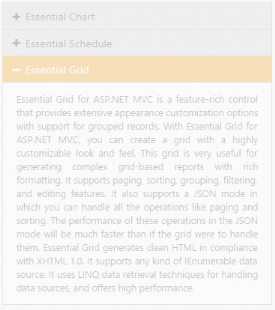 Essential Chart
Essential Schedule
Essential Grid
Essential Grid for ASP.NET MVC is a feature-rich control
that provides extensive appearance customization options
with support for grouped records. With Essential Grid for
ASP.NET MVC, you can create a grid with a highly
customizable look and feel. This grid is very useful for
generating complex grid-based reports with rich
formatting. It supports paging, sorting, grouping, filtering,
and editing features. It also supports a JSON mode in
which you can handle all the operations like paging and
sorting. The performance of these operations in the JSON
mode will be much faster than if the grid were to handle
them. Essential Grid generates clean HTML in compliance
with XHTML 1.0. It supports any kind of IEnumerable data
source. It uses LINQ data retrieval techniques for handling
data sources, and offers high performance.